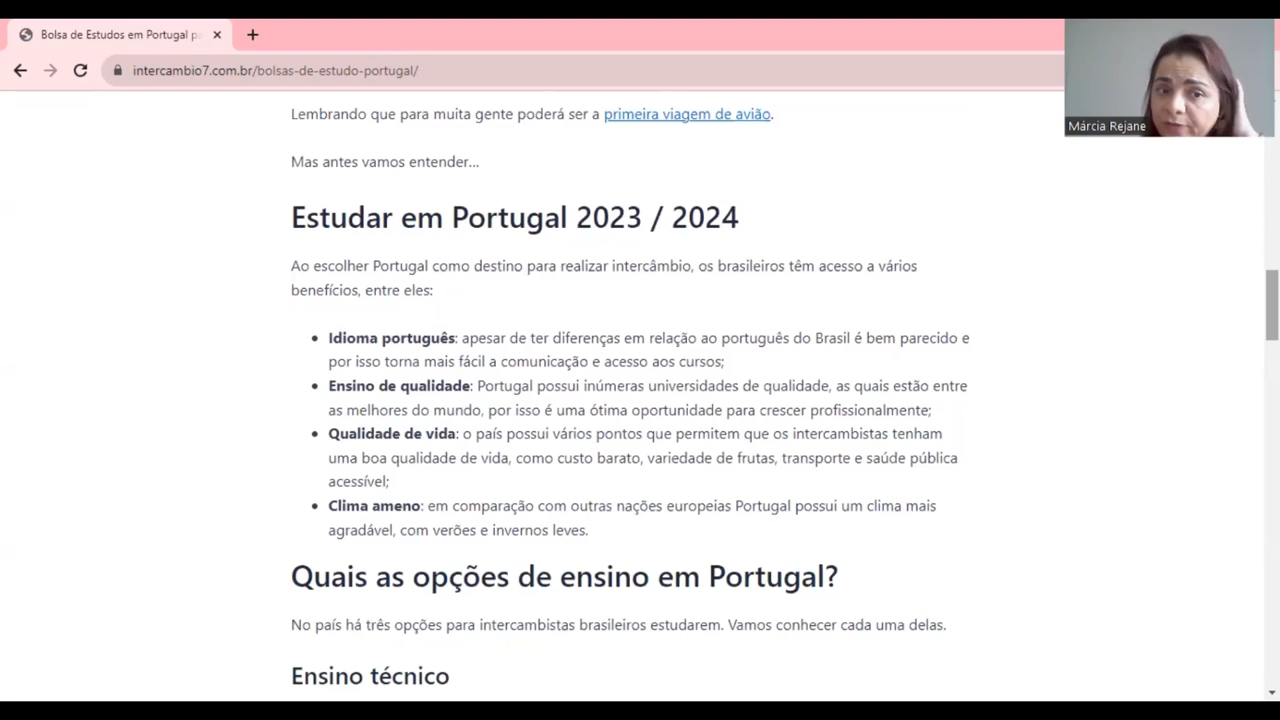 Bolsa de Estudos em Portugal pa
intercambio7.com.br/bolsas-de-estudo-portugal/
Márcia Rejane
Lembrando que para muita gente poderá ser a primeira viagem de avião.
Mas antes vamos entender...
Estudar em Portugal 2023 / 2024
Ao escolher Portugal como destino para realizar intercâmbio, os brasileiros têm acesso a vários
benefícios, entre eles:
• Idioma português: apesar de ter diferenças em relação ao português do Brasil é bem parecido e
por isso torna mais fácil a comunicação e acesso aos cursos;
• Ensino de qualidade: Portugal possui inúmeras universidades de qualidade, as quais estão entre
as melhores do mundo, por isso é uma ótima oportunidade para crescer profissionalmente;
• Qualidade de vida: o país possui vários pontos que permitem que os intercambistas tenham
uma boa qualidade de vida, como custo barato, variedade de frutas, transporte e saúde pública
acessível;
• Clima ameno: em comparação com outras nações europeias Portugal possui um clima mais
agradável, com verões e invernos leves.
Quais as opções de ensino em Portugal?
No país há três opções para intercambistas brasileiros estudarem. Vamos conhecer cada uma delas.
Ensino técnico